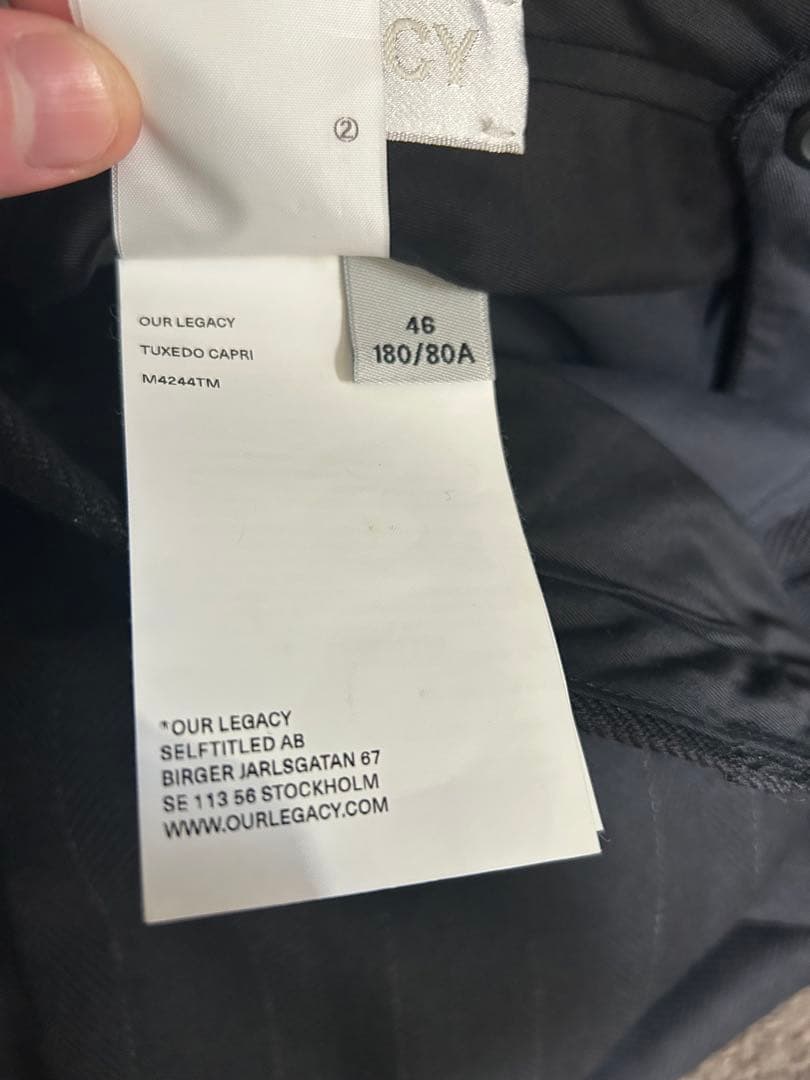 CY
②
46
180/80A
OUR LEGACY
TUXEDO CAPRI
M4244TM
*OUR LEGACY
SELFTITLED AB
BIRGER JARLSGATAN 67
SE 113 56 STOCKHOLM
WWW.OURLEGACY.COM